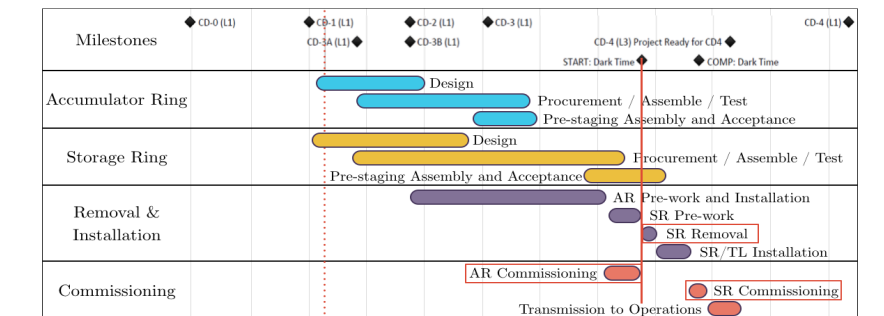 CD-0 (L1) CD-1 (L1) CD-2 (L1) CD-3 (L1) CD-4 (L1)
Milestones CD-3A (L1) CD-3B (L1) CD-4 (L3) Project Ready for CD4
START: Dark Time COMP: Dark Time
Design
Accumulator Ring Procurement / Assemble / Test
Pre-staging Assembly and Acceptance
Design
Storage Ring Procurement / Assemble / Test
Pre-staging Assembly and Acceptance
AR Pre-work and Installation
Removal & SR Pre-work
Installation SR Removal
SR/TL Installation
AR Commissioning
Commissioning SR Commissioning
Transmission to Operations